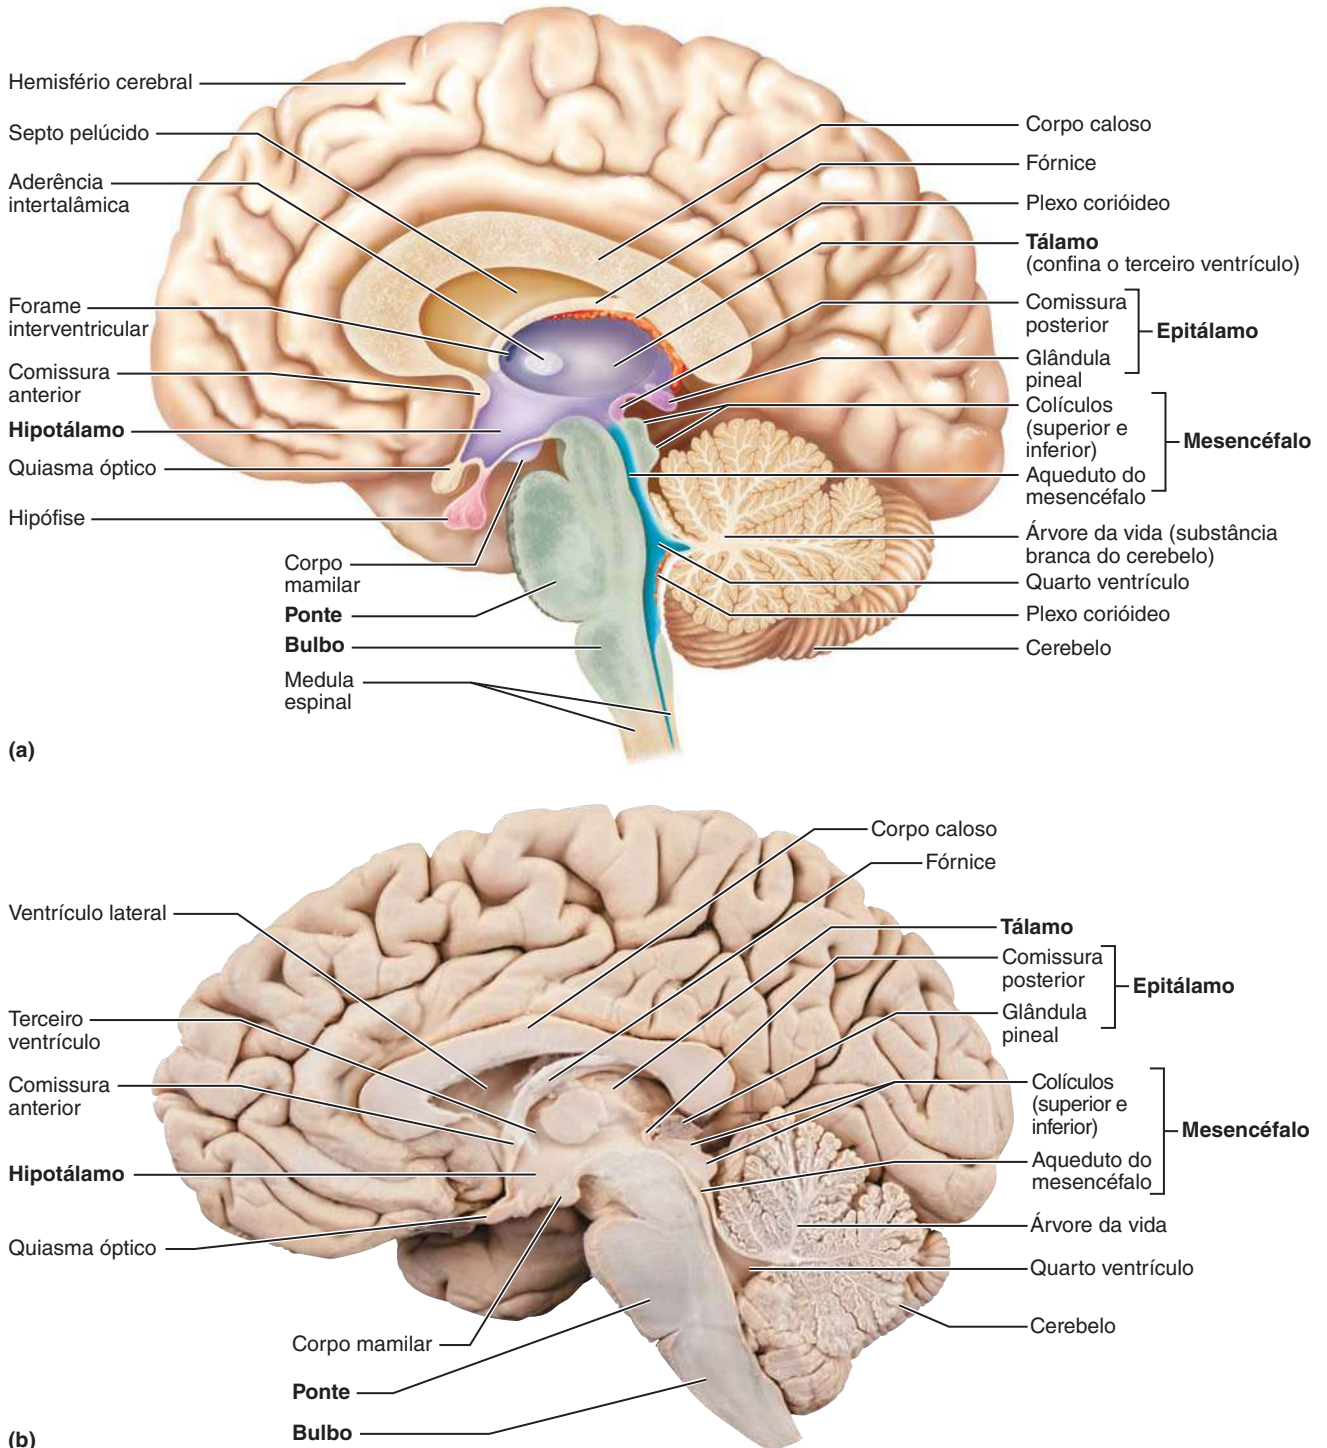 Hemisfério cerebral
Septo pelúcido
Aderência
intertalâmica
Forame
interventricular
Comissura
anterior
Hipotálamo
Quiasma óptico
Hipófise
Corpo
mamilar
Ponte
Bulbo
Medula
espinal
Corpo caloso
Fórnice
Plexo corióideo
Tálamo
(confina o terceiro ventrículo)
Comissura
posterior
Glândula
pineal
Epitálamo
Colículos
(superior e
inferior)
Aqueduto do
mesencéfalo
Mesencéfalo
Árvore da vida (substância
branca do cerebelo)
Quarto ventrículo
Plexo corióideo
Cerebelo
(a)
Ventrículo lateral
Terceiro
ventrículo
Comissura
anterior
Hipotálamo
Quiasma óptico
Corpo mamilar
Ponte
Bulbo
Corpo caloso
Fórnice
Tálamo
Comissura
posterior
Glândula
pineal
Epitálamo
Colículos
(superior e
inferior)
Aqueduto do
mesencéfalo
Mesencéfalo
Árvore da vida
Quarto ventrículo
Cerebelo
(b)